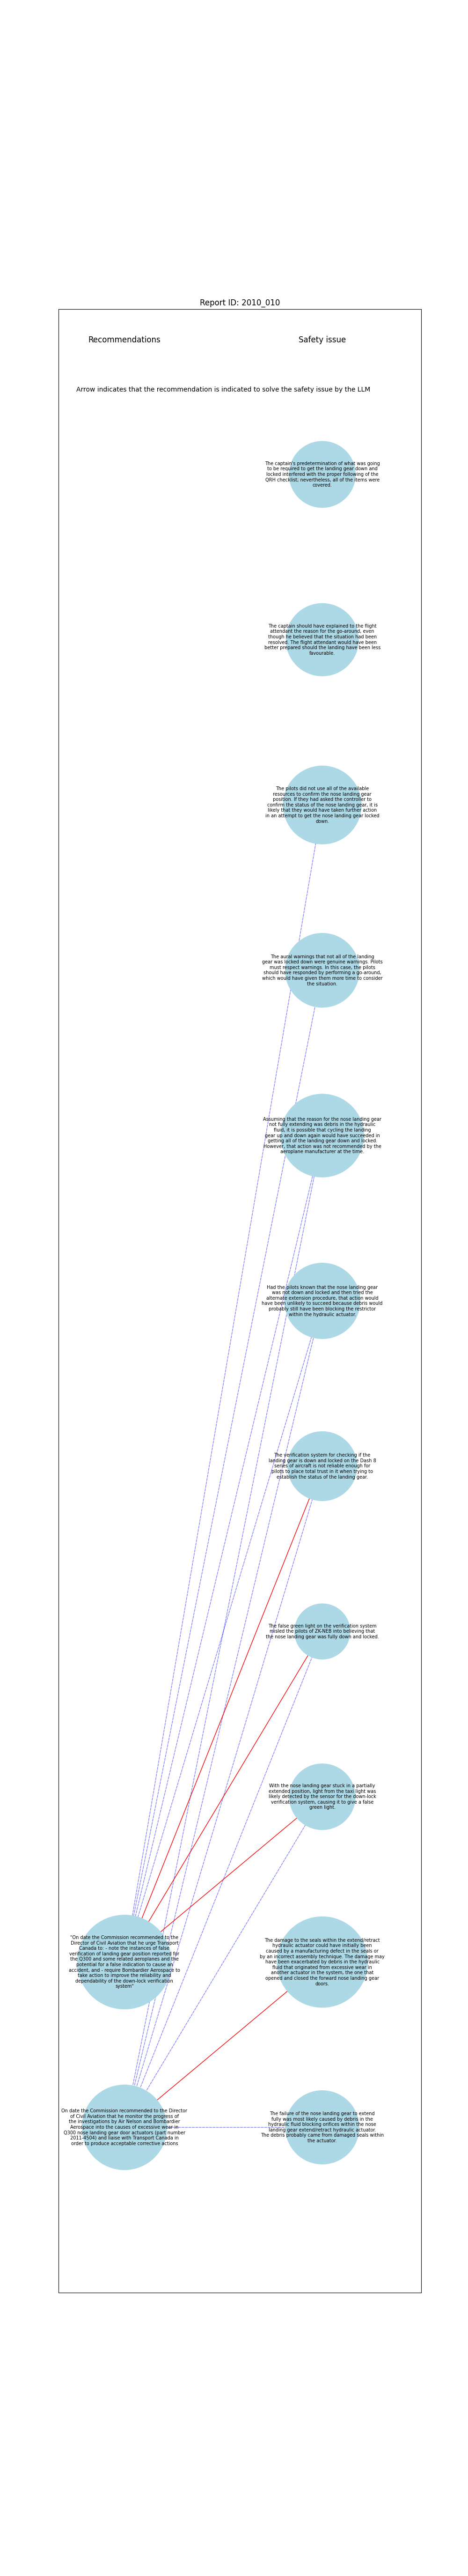 Report ID: 2010_010
Recommendations
Safety issue
Arrow indicates that the recommendation is indicated to solve the safety issue by the LLM
The captain's predetermination of what was going
to be required to get the landing gear down and
locked interfered with the proper following of the
QRH checklist; nevertheless, all of the items were
covered.
The captain should have explained to the flight
attendant the reason for the go-around, even
though he believed that the situation had been
resolved. The flight attendant would have been
better prepared should the landing have been less
favourable.
The pilots did not use all of the available
resources to confirm the nose landing gear
position. If they had asked the controller to
confirm the status of the nose landing gear, it is
likely that they would have taken further action
in an attempt to get the nose landing gear locked
down.
The aural warnings that not all of the landing
gear was locked down were genuine warnings. Pilots
must respect warnings. In this case, the pilots
should have responded by performing a go-around,
which would have given them more time to consider
the situation.
Assuming that the reason for the nose landing gear
not fully extending was debris in the hydraulic
fluid, it is possible that cycling the landing
gear up and down again would have succeeded in
getting all of the landing gear down and locked.
However, that action was not recommended by the
aeroplane manufacturer at the time.
Had the pilots known that the nose landing gear
was not down and locked and then tried the
alternate extension procedure, that action would
have been unlikely to succeed because debris would
probably still have been blocking the restrictor
within the hydraulic actuator.
The verification system for checking if the
landing gear is down and locked on the Dash 8
series of aircraft is not reliable enough for
pilots to place total trust in it when trying to
establish the status of the landing gear.
The false green light on the verification system
misled the pilots of ZK-NEB into believing that
the nose landing gear was fully down and locked.
With the nose landing gear stuck in a partially
extended position, light from the taxi light was
likely detected by the sensor for the down-lock
verification system, causing it to give a false
green light.
"On date the Commission recommended to the
Director of Civil Aviation that he urge Transport
Canada to: - note the instances of false
verification of landing gear position reported for
the Q300 and some related aeroplanes and the
potential for a false indication to cause an
accident, and - require Bombardier Aerospace to
take action to improve the reliability and
dependability of the down-lock verification
system"
The damage to the seals within the extend/retract
hydraulic actuator could have initially been
caused by a manufacturing defect in the seals or
by an incorrect assembly technique. The damage may
have been exacerbated by debris in the hydraulic
fluid that originated from excessive wear in
another actuator in the system, the one that
opened and closed the forward nose landing gear
doors.
On date the Commission recommended to the Director
of Civil Aviation that he monitor the progress of
the investigations by Air Nelson and Bombardier
Aerospace into the causes of excessive wear in
Q300 nose landing gear door actuators (part number
2011-4504) and liaise with Transport Canada in
order to produce acceptable corrective actions
The failure of the nose landing gear to extend
fully was most likely caused by debris in the
hydraulic fluid blocking orifices within the nose
landing gear extend/retract hydraulic actuator.
The debris probably came from damaged seals within
the actuator.